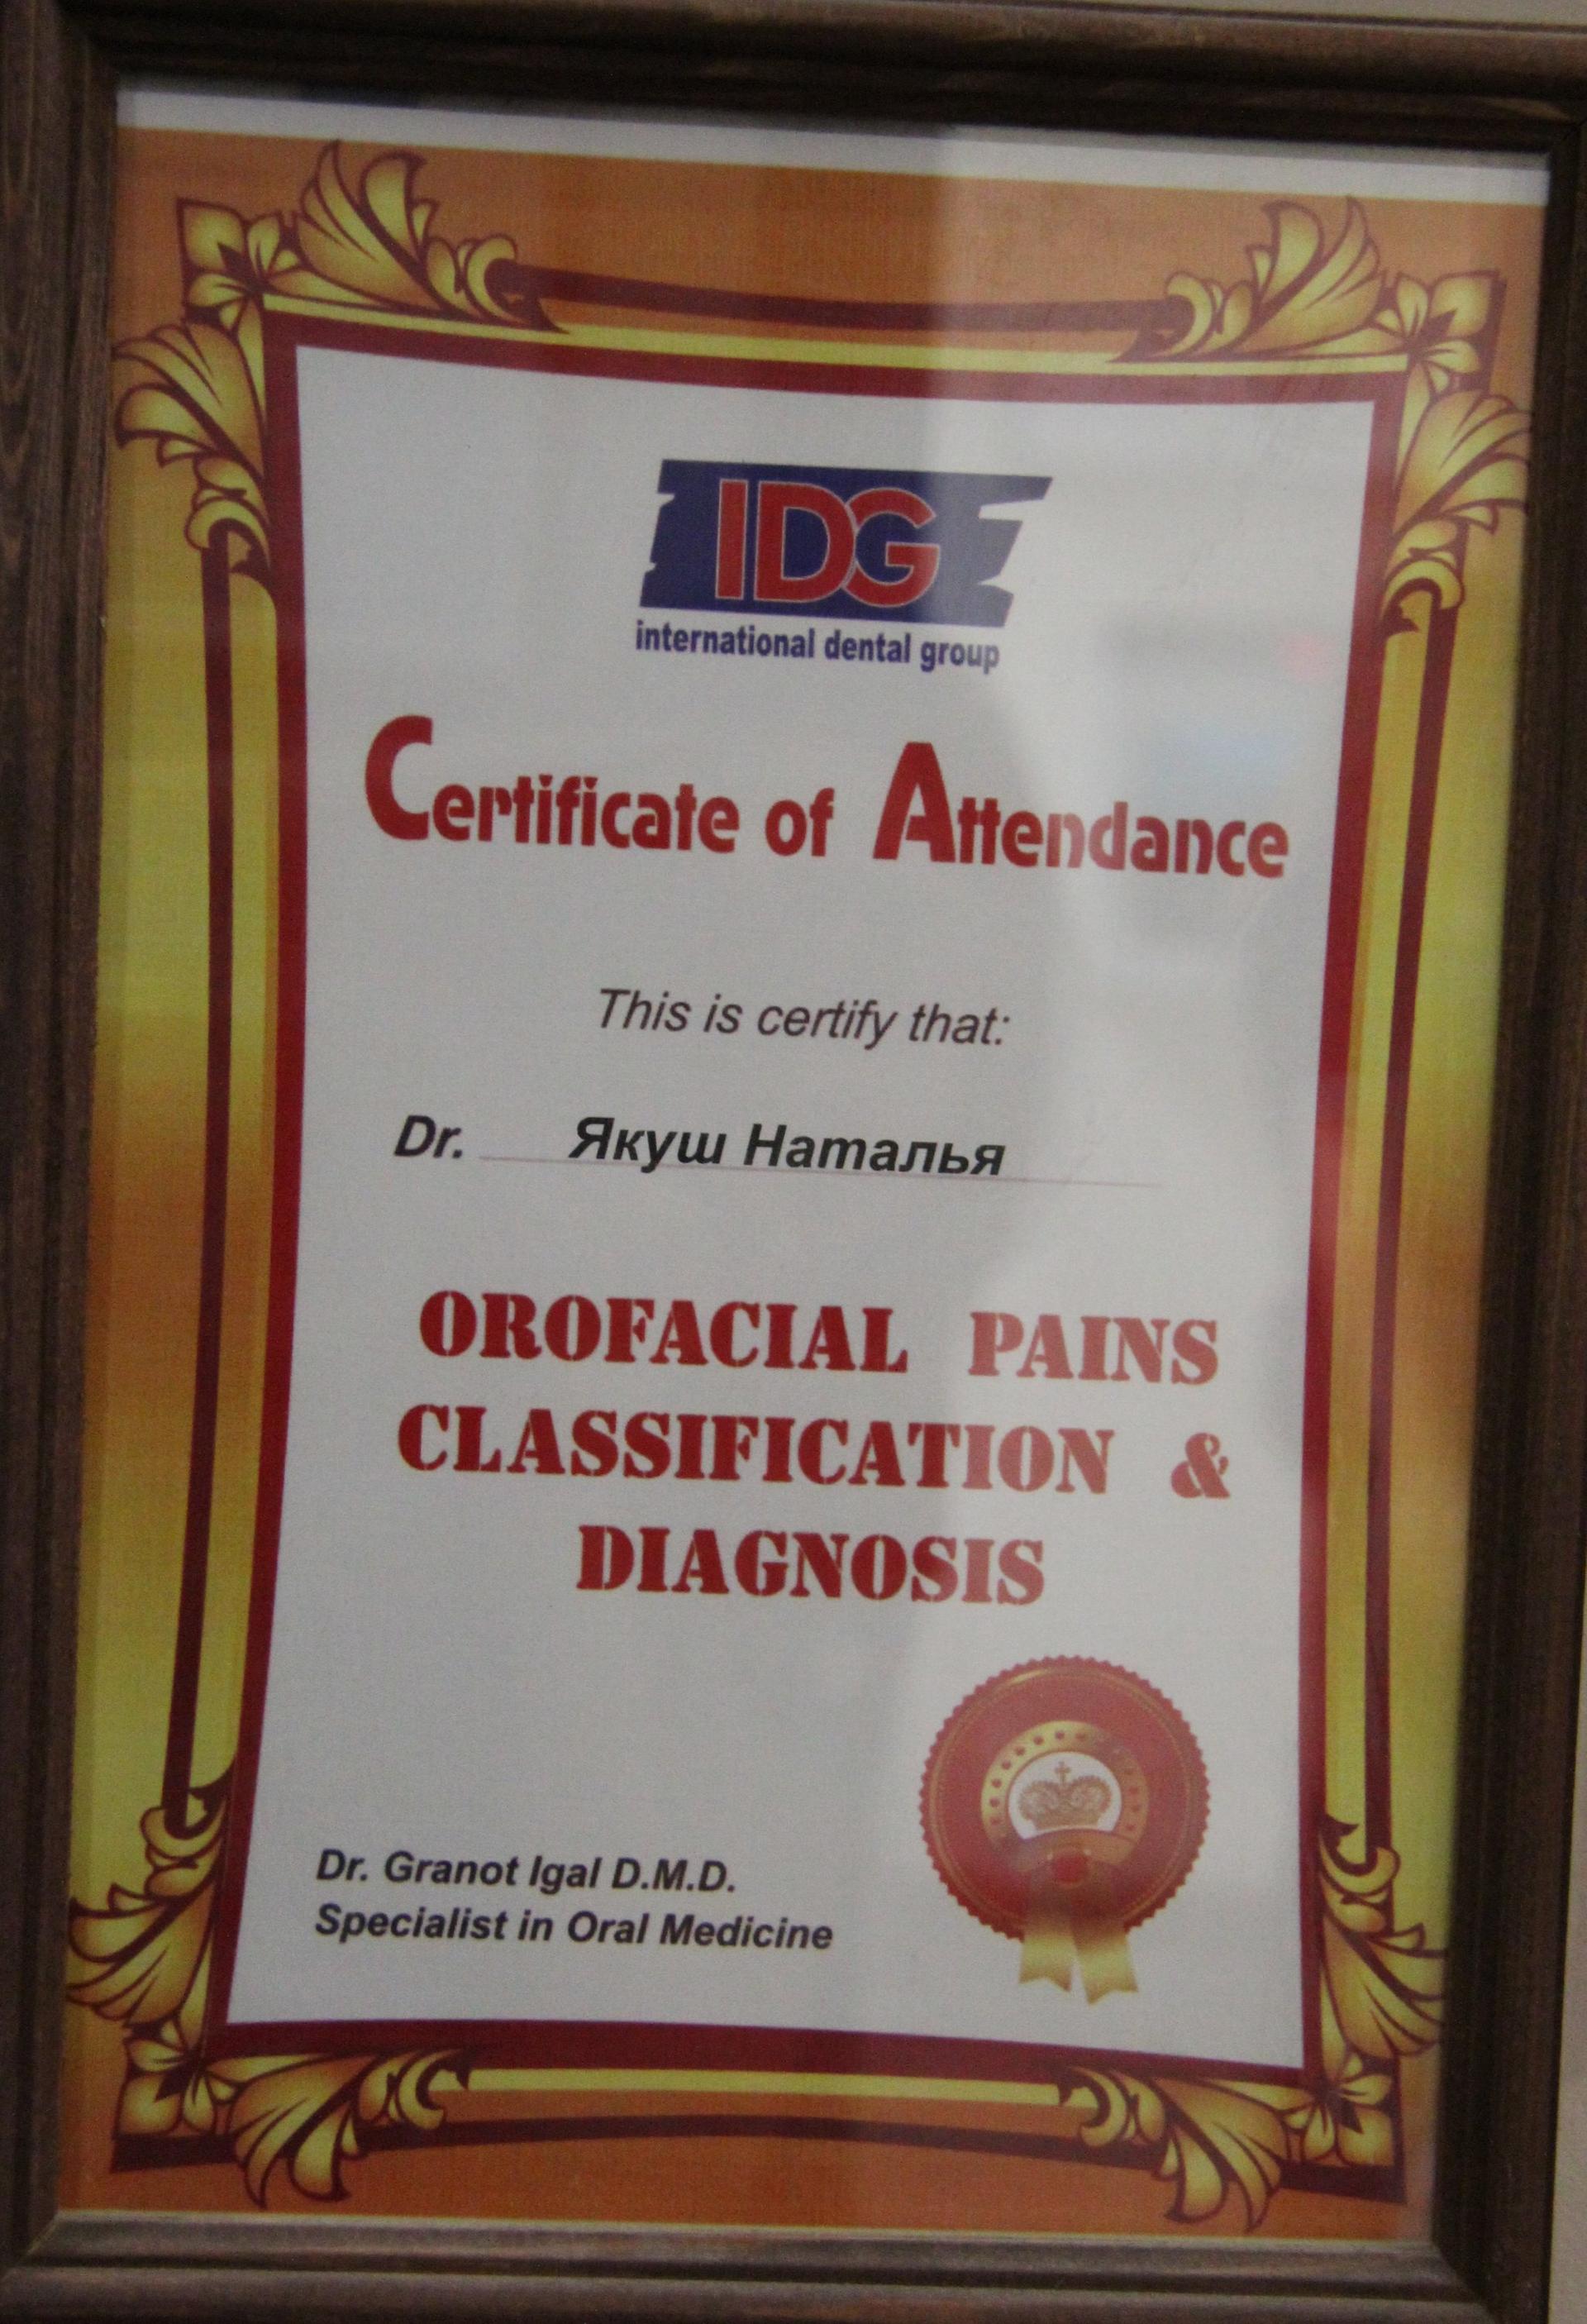 IDG
international dental group
Certificate of Attendance
This is certify that:
Dr. Якуш Наталья
OROFACIAL PAINS
CLASSIFICATION &
DIAGNOSIS
Dr. Granot Igal D.M.D.
Specialist in Oral Medicine